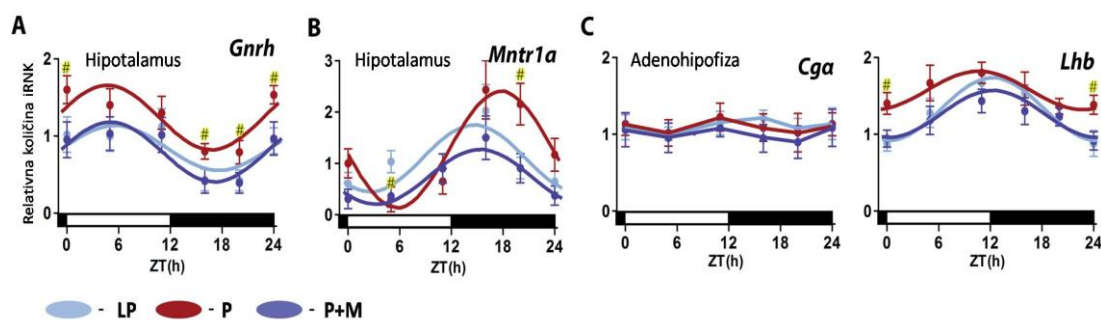 A
Hipotalamus
Gnrh
Relativna količina iRNK
2
1
0
# # # #
0 6 12 18 24
ZT(h)
B
Hipotalamus
Mntr1a
3
2
1
0
# #
0 6 12 18 24
ZT(h)
C
Adenohipofiza
Cga
2
1
0
0 6 12 18 24
ZT(h)
Lhb
2
1
0
# #
0 6 12 18 24
ZT(h)
- LP - P - P+M